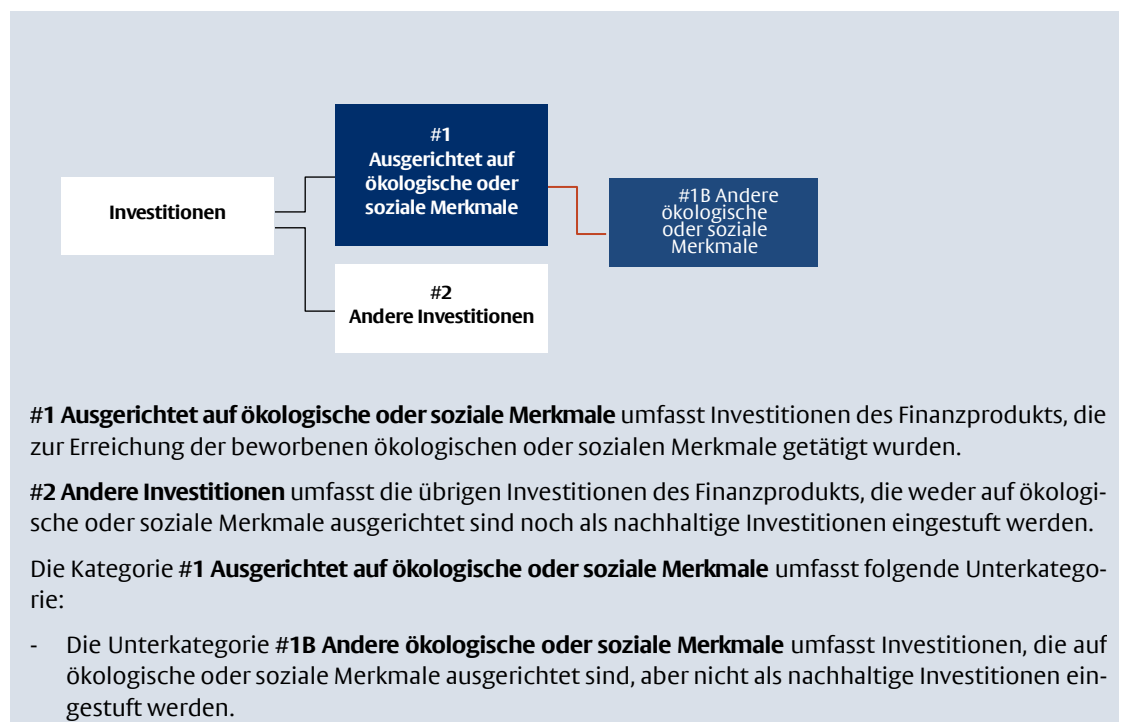 Investitionen
#1
Ausgerichtet auf
ökologische oder
soziale Merkmale
#1B Andere
ökologische
oder soziale
Merkmale
#2
Andere Investitionen
#1 Ausgerichtet auf ökologische oder soziale Merkmale umfasst Investitionen des Finanzprodukts, die
zur Erreichung der beworbenen ökologischen oder sozialen Merkmale getätigt wurden.
#2 Andere Investitionen umfasst die übrigen Investitionen des Finanzprodukts, die weder auf ökologi-
sche oder soziale Merkmale ausgerichtet sind noch als nachhaltige Investitionen eingestuft werden.
Die Kategorie #1 Ausgerichtet auf ökologische oder soziale Merkmale umfasst folgende Unterkatego-
rie:
- Die Unterkategorie #1B Andere ökologische oder soziale Merkmale umfasst Investitionen, die auf
ökologische oder soziale Merkmale ausgerichtet sind, aber nicht als nachhaltige Investitionen ein-
gestuft werden.